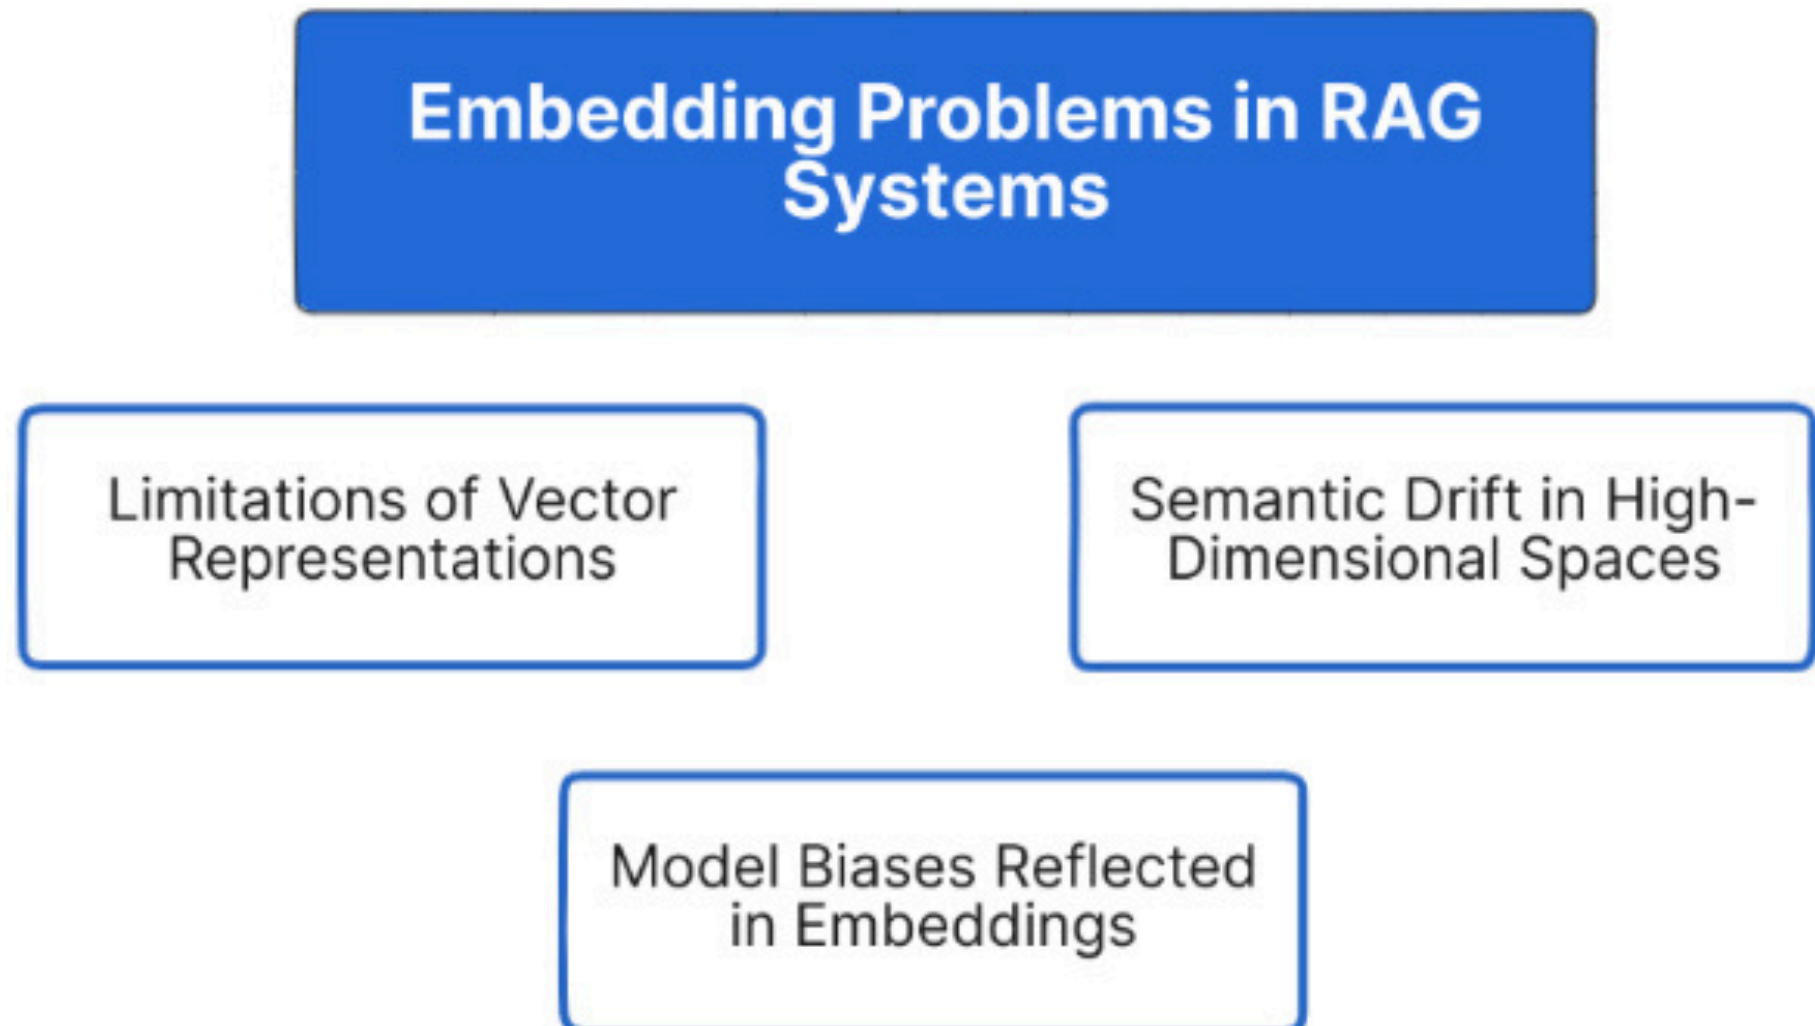 Embedding Problems in RAG
Systems
Limitations of Vector
Representations
Semantic Drift in High-
Dimensional Spaces
Model Biases Reflected
in Embeddings